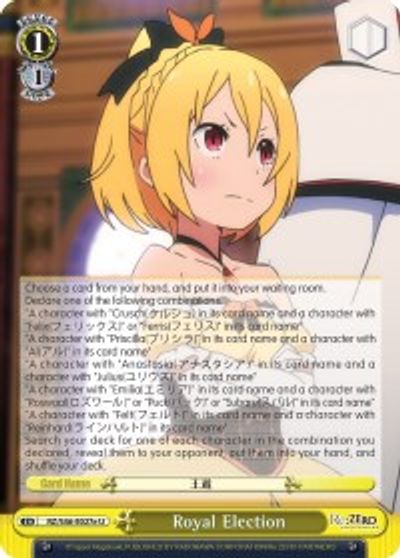 1
1
Choose a card from your hand, and put it into your waiting room.
Declare one of the following combinations.
"A character with "Crusch(クルシュ) in its card name and a character with
"Felix(フェリックス)" or "Ferris(フェリス)" in its card name"
"A character with "Priscilla(プリシラ)" in its card name and a character with
"Al(アル)" in its card name"
"A character with "Anastasia(アナスタシア)" in its card name and a
character with "Julius(ユリウス)" in its card name"
"A character with "Emilia(エミリア)" in its card name and a character with
"Roswaal(ロズワール)" or "Puck(パック)" or "Subaru(スバル)" in its card name"
"A character with "Felt(フェルト)" in its card name and a character with
"Reinhard(ラインハルト)" in its card name"
Search your deck for one of each character in the combination you
declared, reveal them to your opponent, put them into your hand, and
shuffle your deck.
Card Name
Royal Election
Re:ZERO